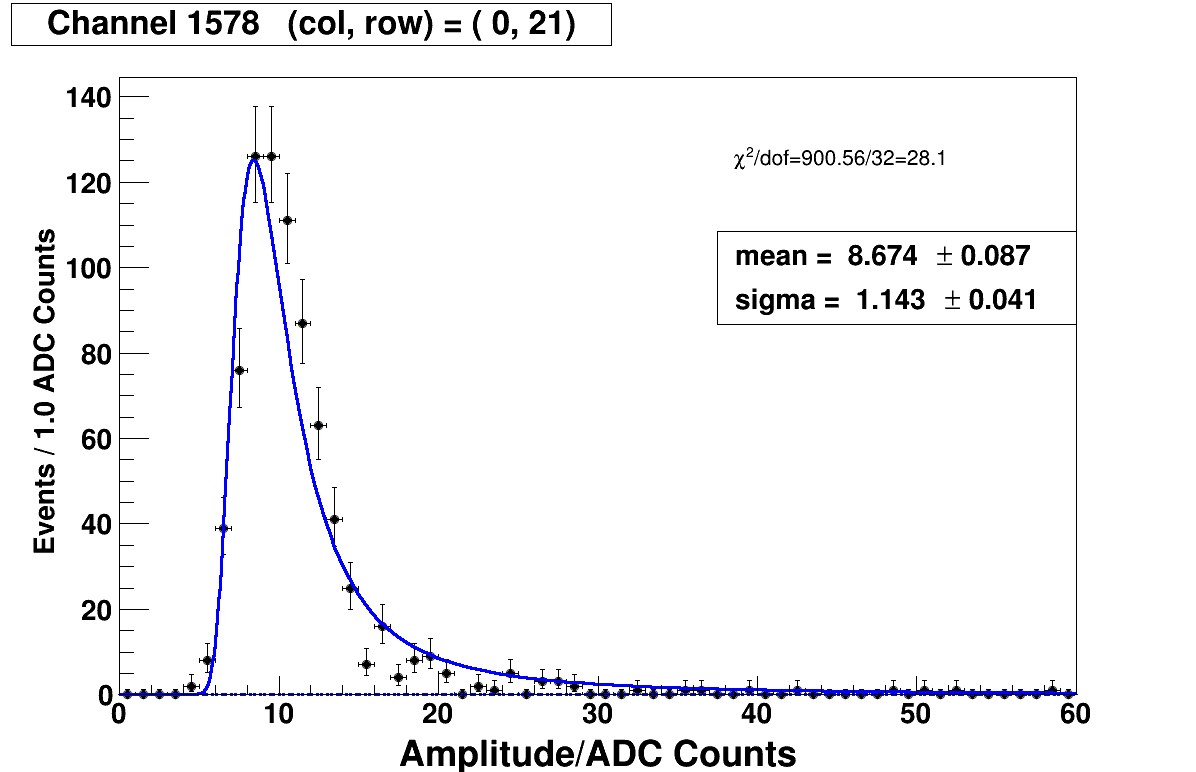 Channel 1578 (col, row) = ( 0, 21)
140
120
100
80
60
40
20
0
Events / 1.0 ADC Counts
χ²/dof=900.56/32=28.1
mean = 8.674 ± 0.087
sigma = 1.143 ± 0.041
0 10 20 30 40 50 60
Amplitude/ADC Counts